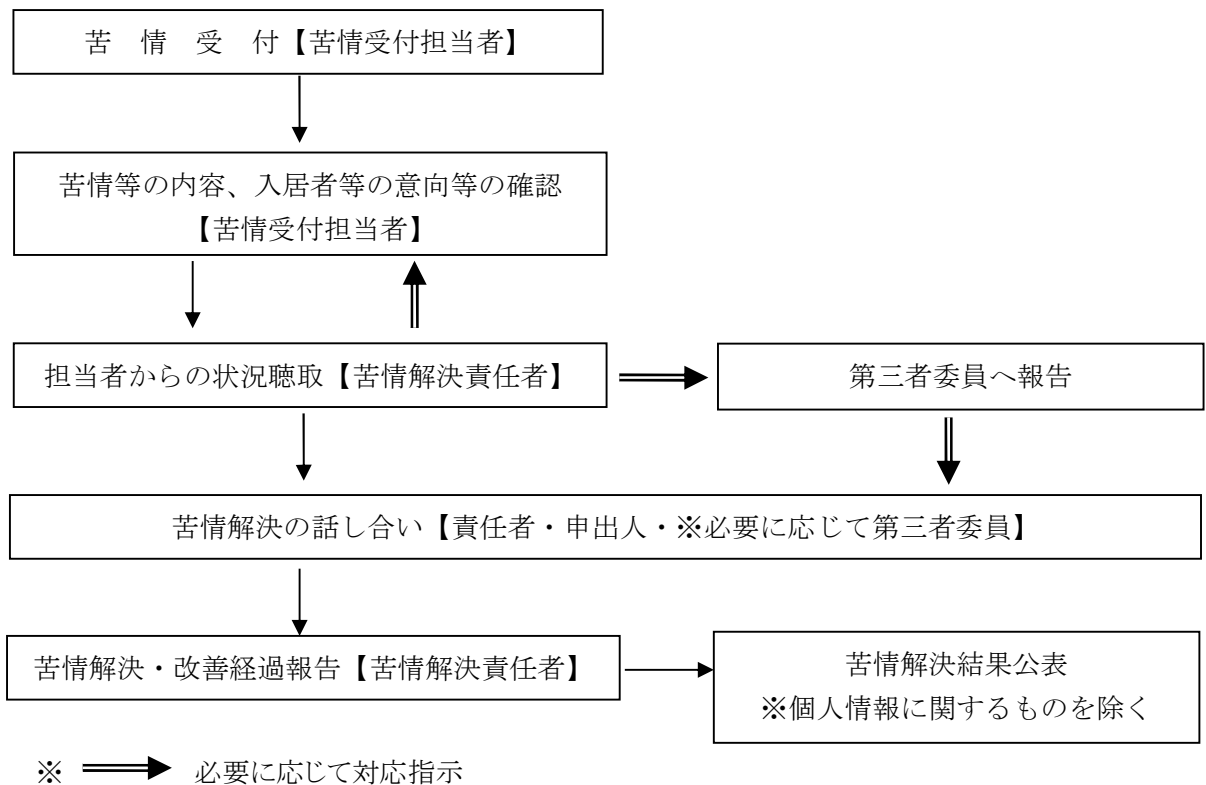 苦　情　受　付【苦情受付担当者】
苦情等の内容、入居者等の意向等の確認
【苦情受付担当者】
担当者からの状況聴取【苦情解決責任者】
第三者委員へ報告
苦情解決の話し合い【責任者・申出人・※必要に応じて第三者委員】
苦情解決・改善経過報告【苦情解決責任者】
苦情解決結果公表
※個人情報に関するものを除く
※ 必要に応じて対応指示